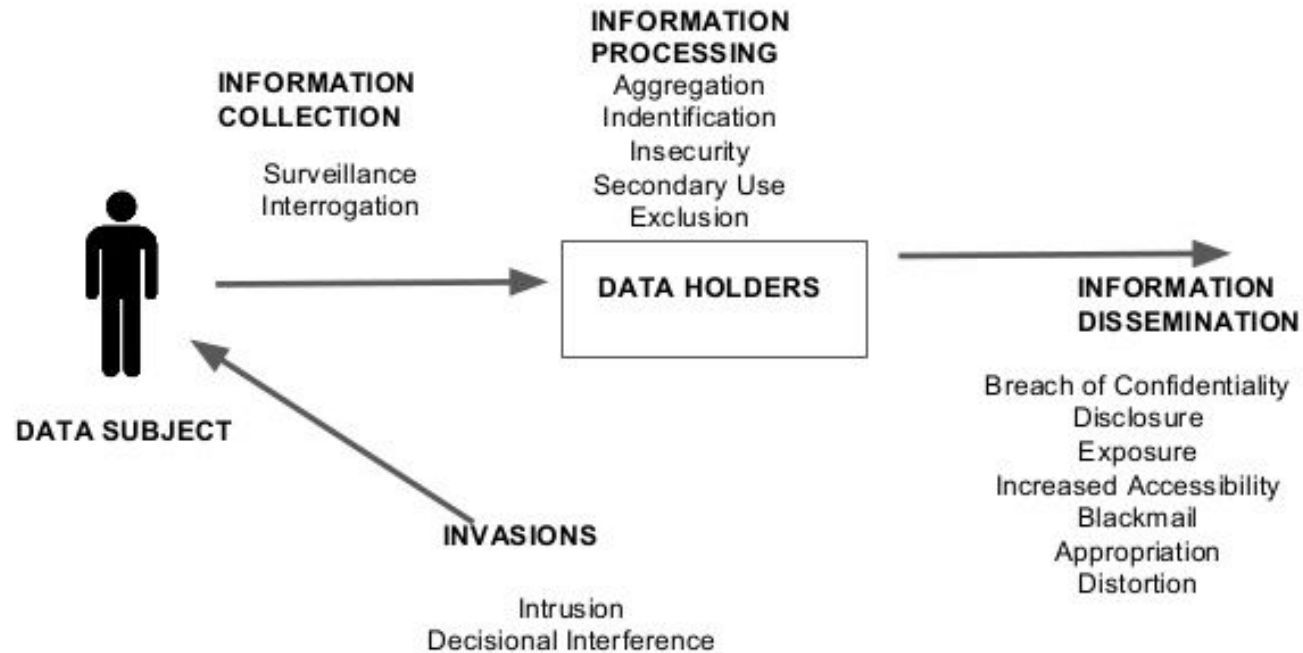 INFORMATION
COLLECTION
Surveillance
Interrogation
DATA SUBJECT
INFORMATION
PROCESSING
Aggregation
Indentification
Insecurity
Secondary Use
Exclusion
DATA HOLDERS
INFORMATION
DISSEMINATION
Breach of Confidentiality
Disclosure
Exposure
Increased Accessibility
Blackmail
Appropriation
Distortion
INVASIONS
Intrusion
Decisional Interference